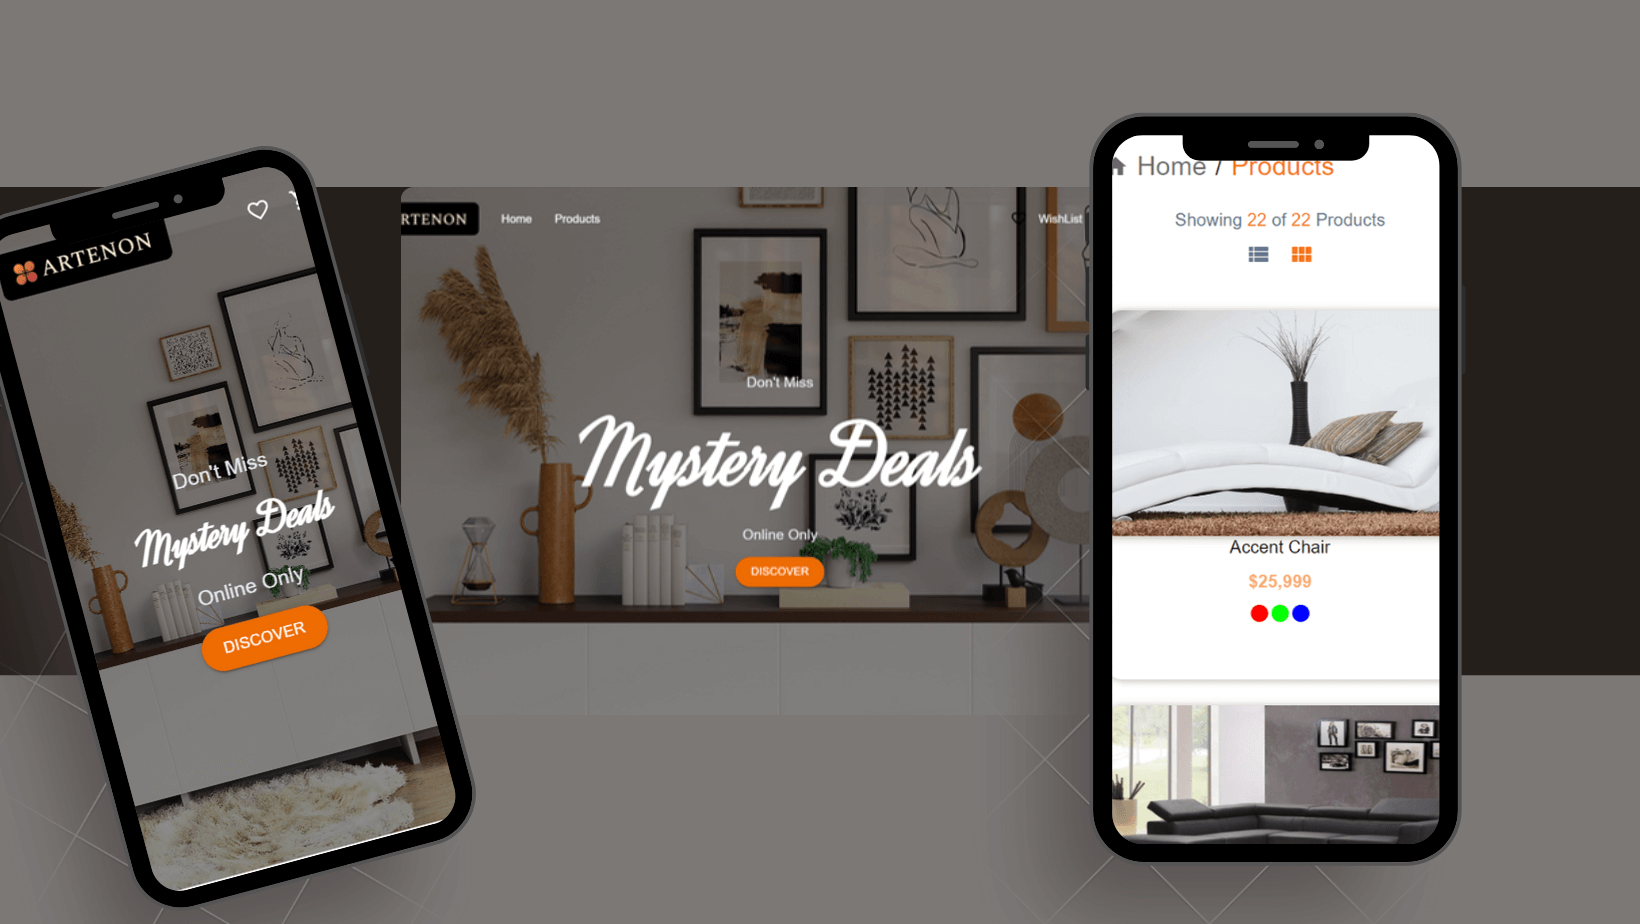 ARTENON
Don't Miss
Mystery Deals
Online Only
DISCOVER
RTENON
Home
Products
WishList
Don't Miss
Mystery Deals
Online Only
DISCOVER
Home / Products
Showing 22 of 22 Products
Accent Chair
$25,999